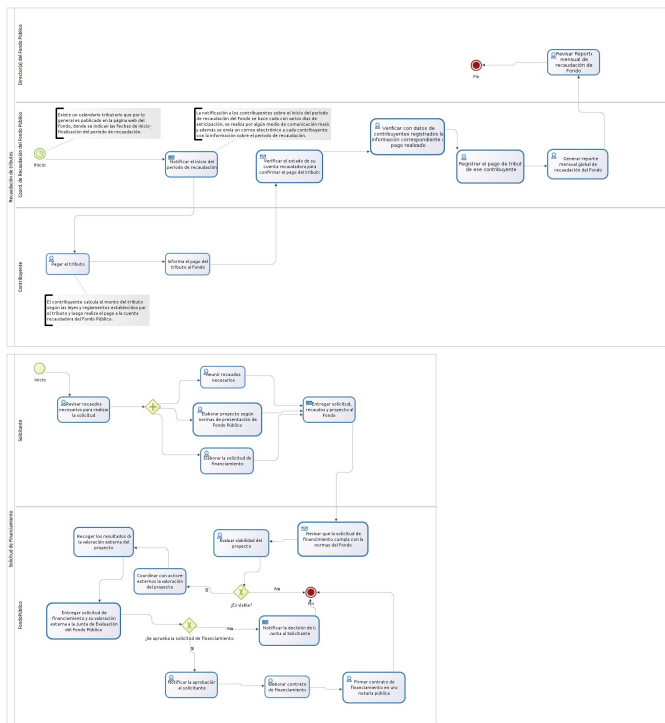 Recaudación de Tributos
Director(a) del Fondo Público
Fin
Revisar Reporte
mensual de
recaudación de
Fondo
Coord. de Recaudación del Fondo Público
Existe un calendario tributario que por la
general es publicada en la página web del
Fondo, donde se indican las fechas de inicio
finalización del período de recaudación.
La notificación a los contribuyentes sobre el inicio del período
de recaudación del Fondo se hace cada con varios días de
anticipación, se realiza por algún medio de comunicación masiv
y además se envía un correo electrónico a cada contribuyente
con la información sobre el período de recaudación.
Inicio
Notificar el inicio del
período de recaudación
Verificar el estado de su
cuenta recaudadora para
confirmar el pago del tributo
Verificar con datos de
contribuyentes registrados la
información correspondiente a
pago realizado
Registrar el pago de tribut
de ese contribuyente
Generar reporte
mensual global de
recaudación del Fondo
Contribuyente
Pagar el tributo
Informa el pago del
tributo al Fondo
El contribuyente calcula el monto del tributo
según las leyes y reglamentos establecidos par
el tributo y luego realiza el pago a la cuenta
recaudadora del Fondo Público.
Solicitud de Financiamiento
Solicitante
Inicio
Revisar recaudos
necesarios para realizar
la solicitud
Reunir recaudos
necesarios
Elaborar proyecto según
normas de presentación de
Fondo Público
Elaborar la solicitud de
financiamiento
Entregar solicitud,
recaudos y proyecto al
Fondo
FondoPúblico
Recoger los resultados de
la valoración externa del
proyecto
Evaluar viabilidad del
proyecto
Revisar que la solicitud de
financimiento cumpla con la
normas del Fondo
Coordinar con actore
externos la valoración
del proyecto
Sí
¿Es viable?
No
Fin
Entregar solicitud de
financiamiento y su valoración
externa a la Junta de Evaluación
del Fondo Público
¿Se aprueba la solicitud de financiamiento
No
Notificar la decisión de la
Junta al Solicitante
Sí
Notificar la aprobación
al solicitante
Elaborar contrato
de financiamiento
Firmar contrato de
financiamiento en una
notaría pública